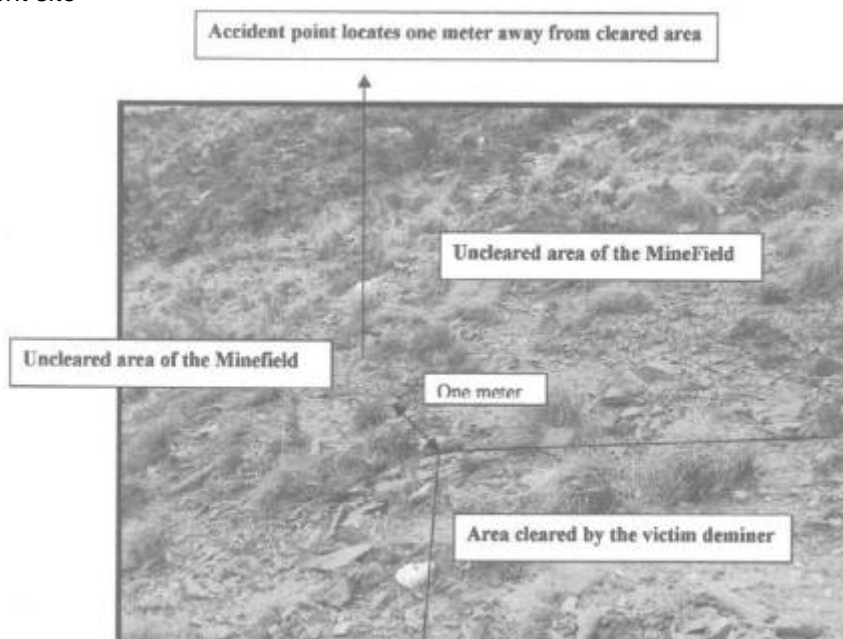 site
Accident point locates one meter away from cleared area
Uncleared area of the MineField
Uncleared area of the Minefield
One meter
Area cleared by the victim deminer